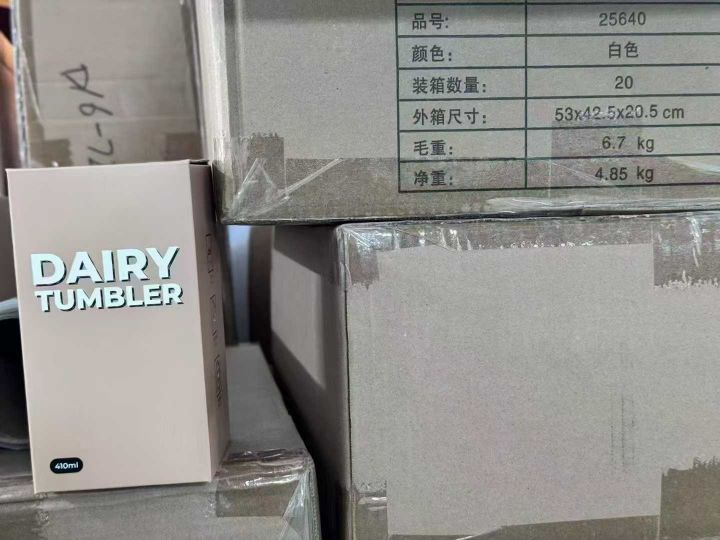 DAIRY
TUMBLER
410ml
品号: 25640
颜色: 白色
装箱数量: 20
外箱尺寸: 53x42.5x20.5 cm
毛重: 6.7 kg
净重: 4.85 kg